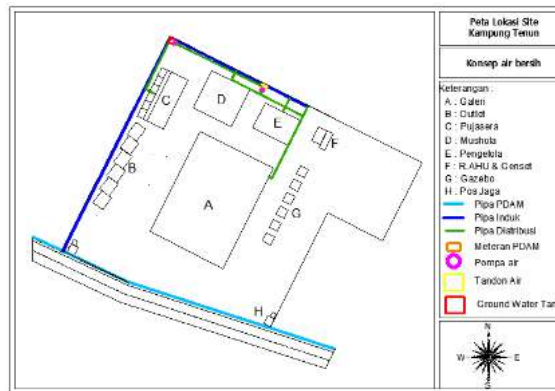 Peta Lokasi Site
Kampung Tenun
Konsep air bersih
Keterangan :
A : Galeri
B : Outlet
C : Pujasera
D : Mushola
E : Pengelola
F : R.AHU & Genset
G : Gazebo
H : Pos Jaga
Pipa PDAM
Pipa Induk
Pipa Distribusi
Meteran PDAM
Pompa air
Tandon Air
Ground Water Tan
N
W
E
S
C
D
E
F
B
A
G
H